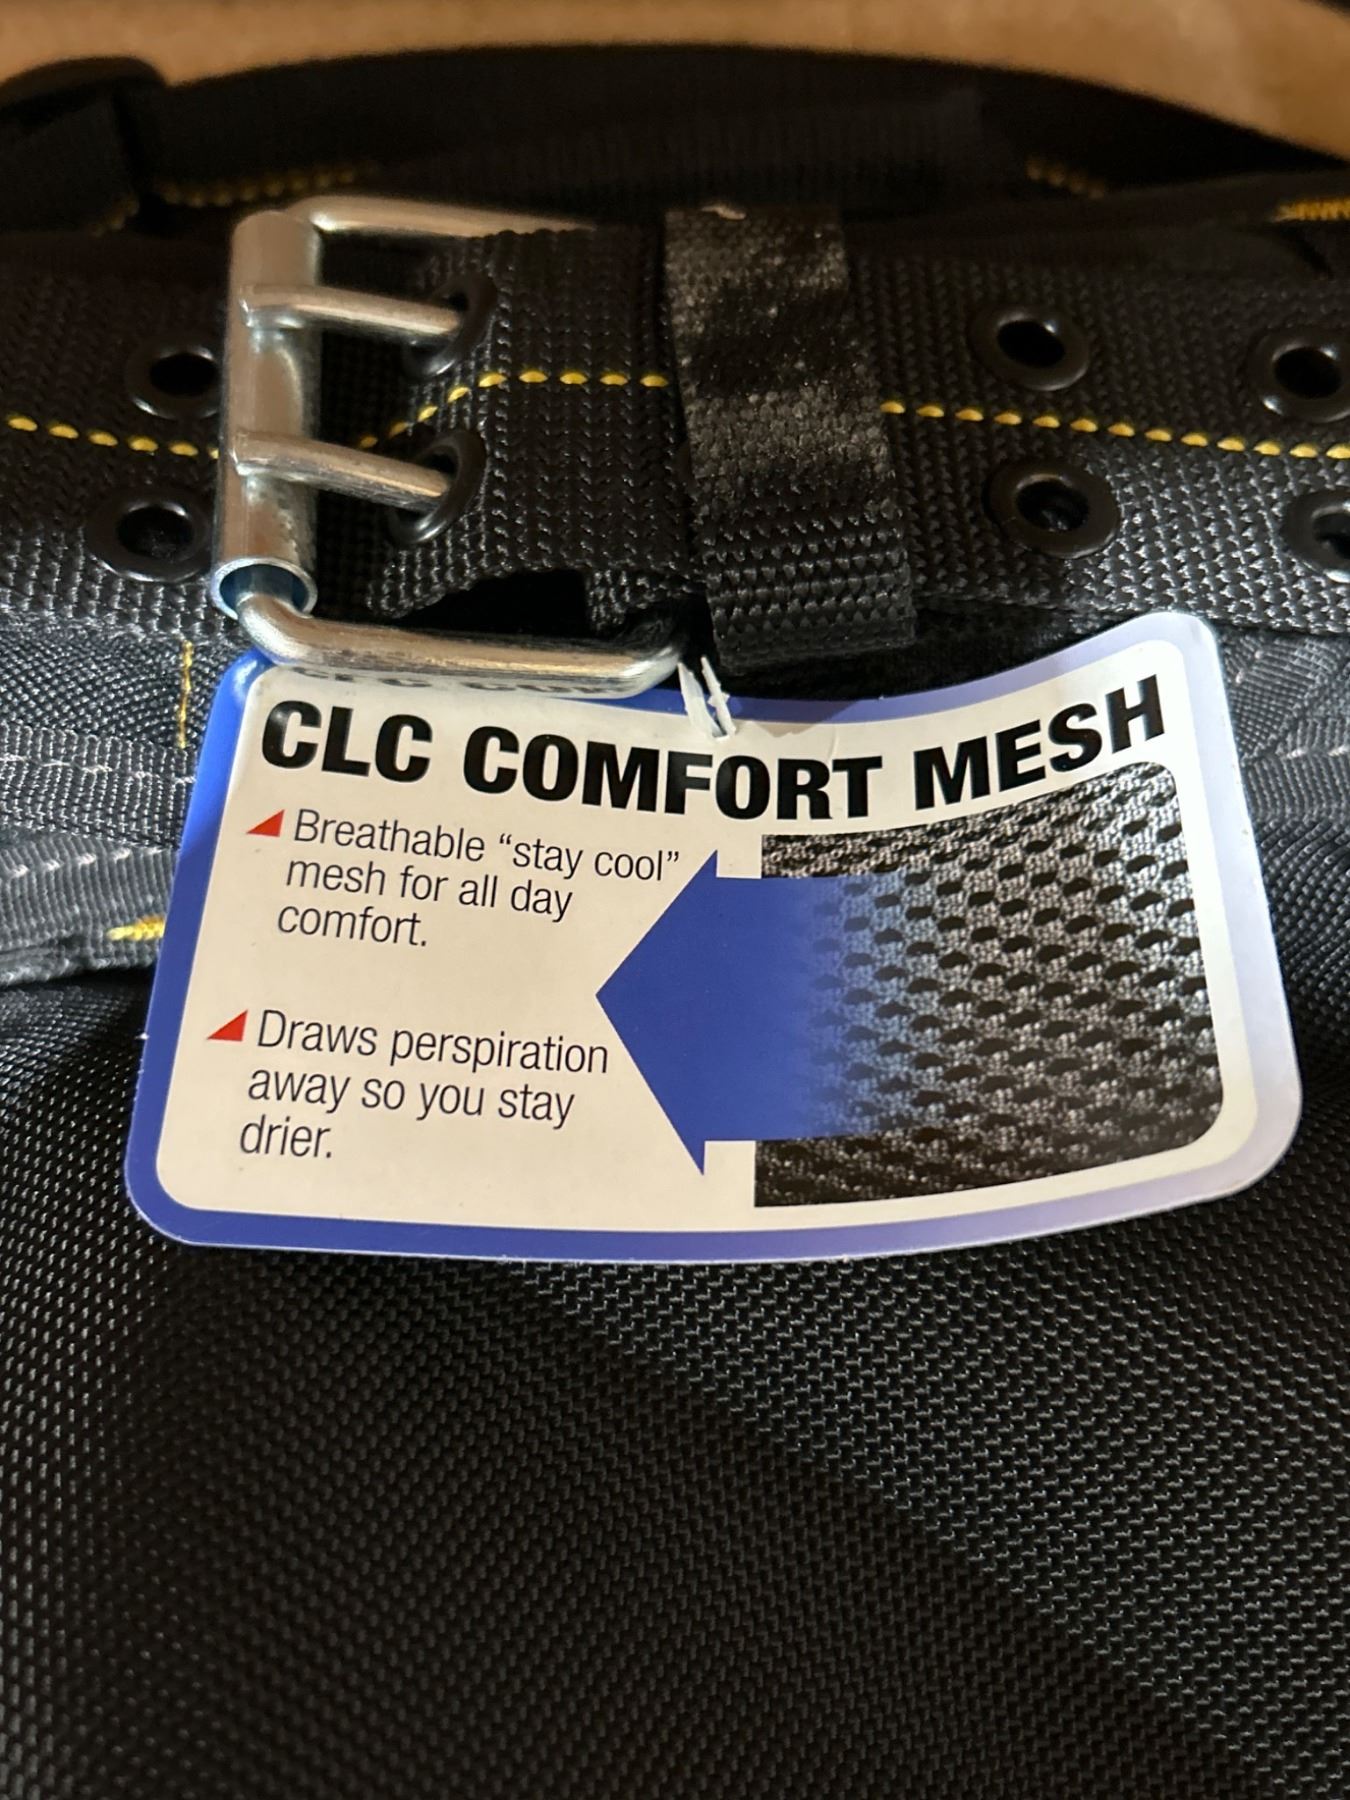 CLC COMFORT MESH
Breathable “stay cool”
mesh for all day
comfort.
Draws perspiration
away so you stay
drier.